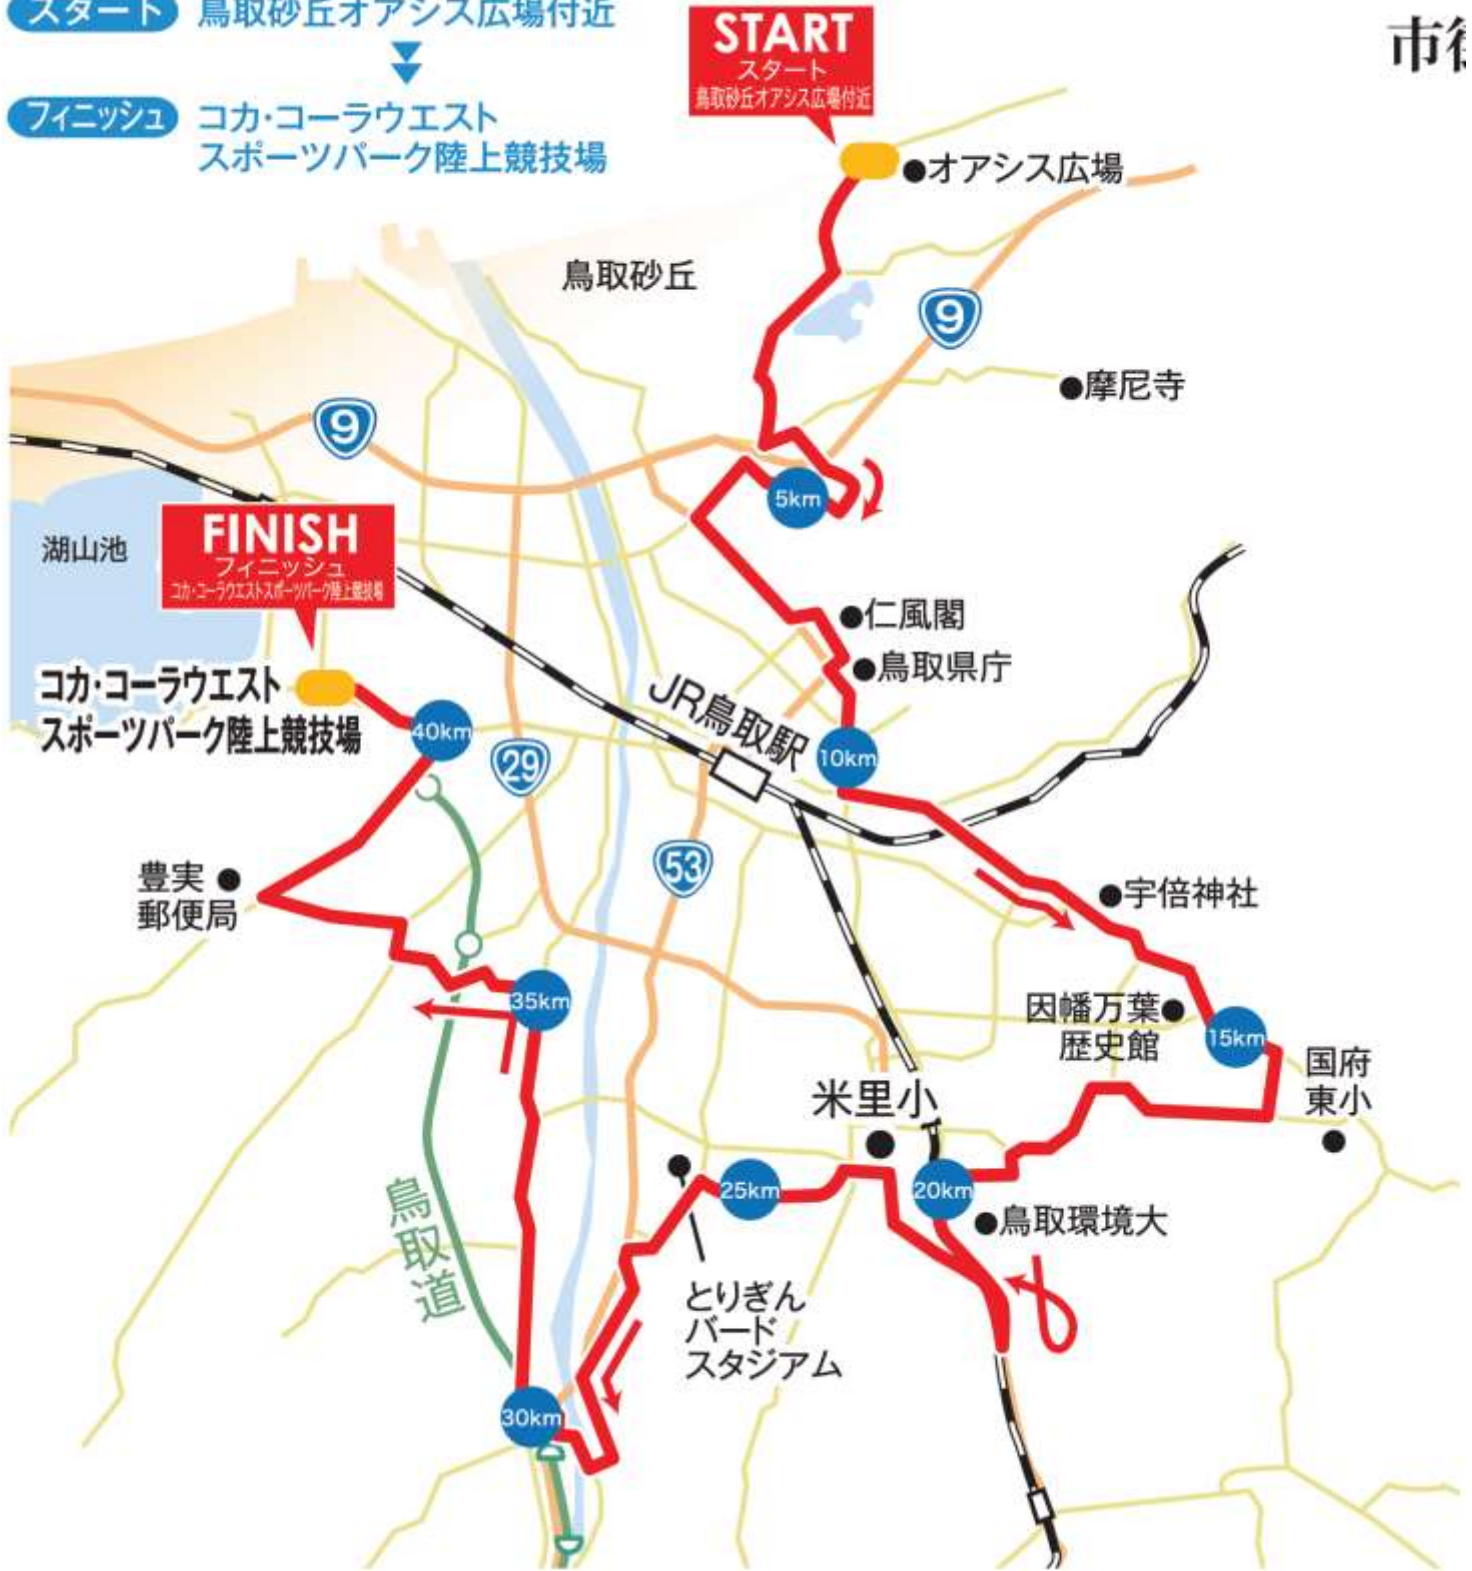 スタート 鳥取砂丘オアシス広場付近
フィニッシュ コカ・コーラウエスト
スポーツパーク陸上競技場
START
スタート
鳥取砂丘オアシス広場付近
オアシス広場
鳥取砂丘
9
摩尼寺
9
5km
湖山池
FINISH
フィニッシュ
コカ・コーラウエストスポーツパーク陸上競技場
仁風閣
鳥取県庁
コカ・コーラウエスト
スポーツパーク陸上競技場
40km
29
JR鳥取駅
10km
53
豊実
郵便局
宇倍神社
35km
因幡万葉
歴史館
15km
国府
東小
米里小
25km
20km
鳥取環境大
鳥取道
とりぎん
バード
スタジアム
30km